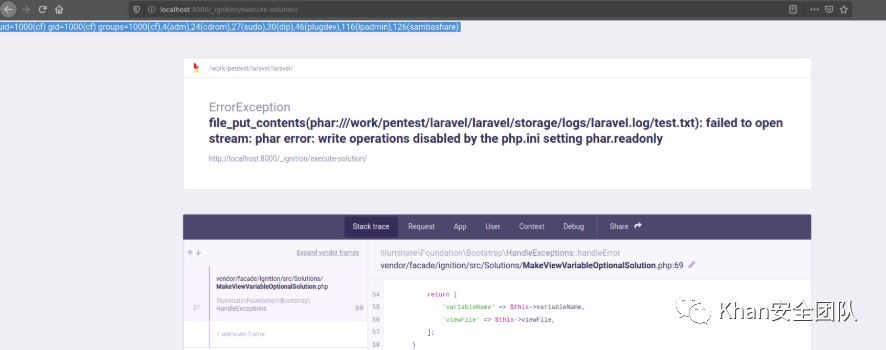 localhost:8000/_ignition/execute-solution/
uid=1000(cf) gid=1000(cf) groups=1000(cf),4(adm),24(cdrom),27(sudo),30(dip),46(plugdev),116(lpadmin),126(sambashare)
/work/pentest/laravel/laravel/
ErrorException
file_put_contents(phar:///work/pentest/laravel/laravel/storage/logs/laravel.log/test.txt): failed to open
stream: phar error: write operations disabled by the php.ini setting phar.readonly
http://localhost:8000/_ignition/execute-solution/
Stack trace Request App User Context Debug Share
Expand vendor frames
Illuminate\Foundation\Bootstrap\HandleExceptions::handleError
vendor/facade/ignition/src/Solutions/MakeViewVariableOptionalSolution.php:69
vendor/facade/ignition/src/Solutions/
MakeViewVariableOptionalSolution.php
37 Illuminate\Foundation\Bootstrap\
HandleExceptions :69
1 unknown frame
54 return [
55 'variableName' => $this->variableName,
56 'viewFile' => $this->viewFile,
57 ];
58 }
Khan安全团队